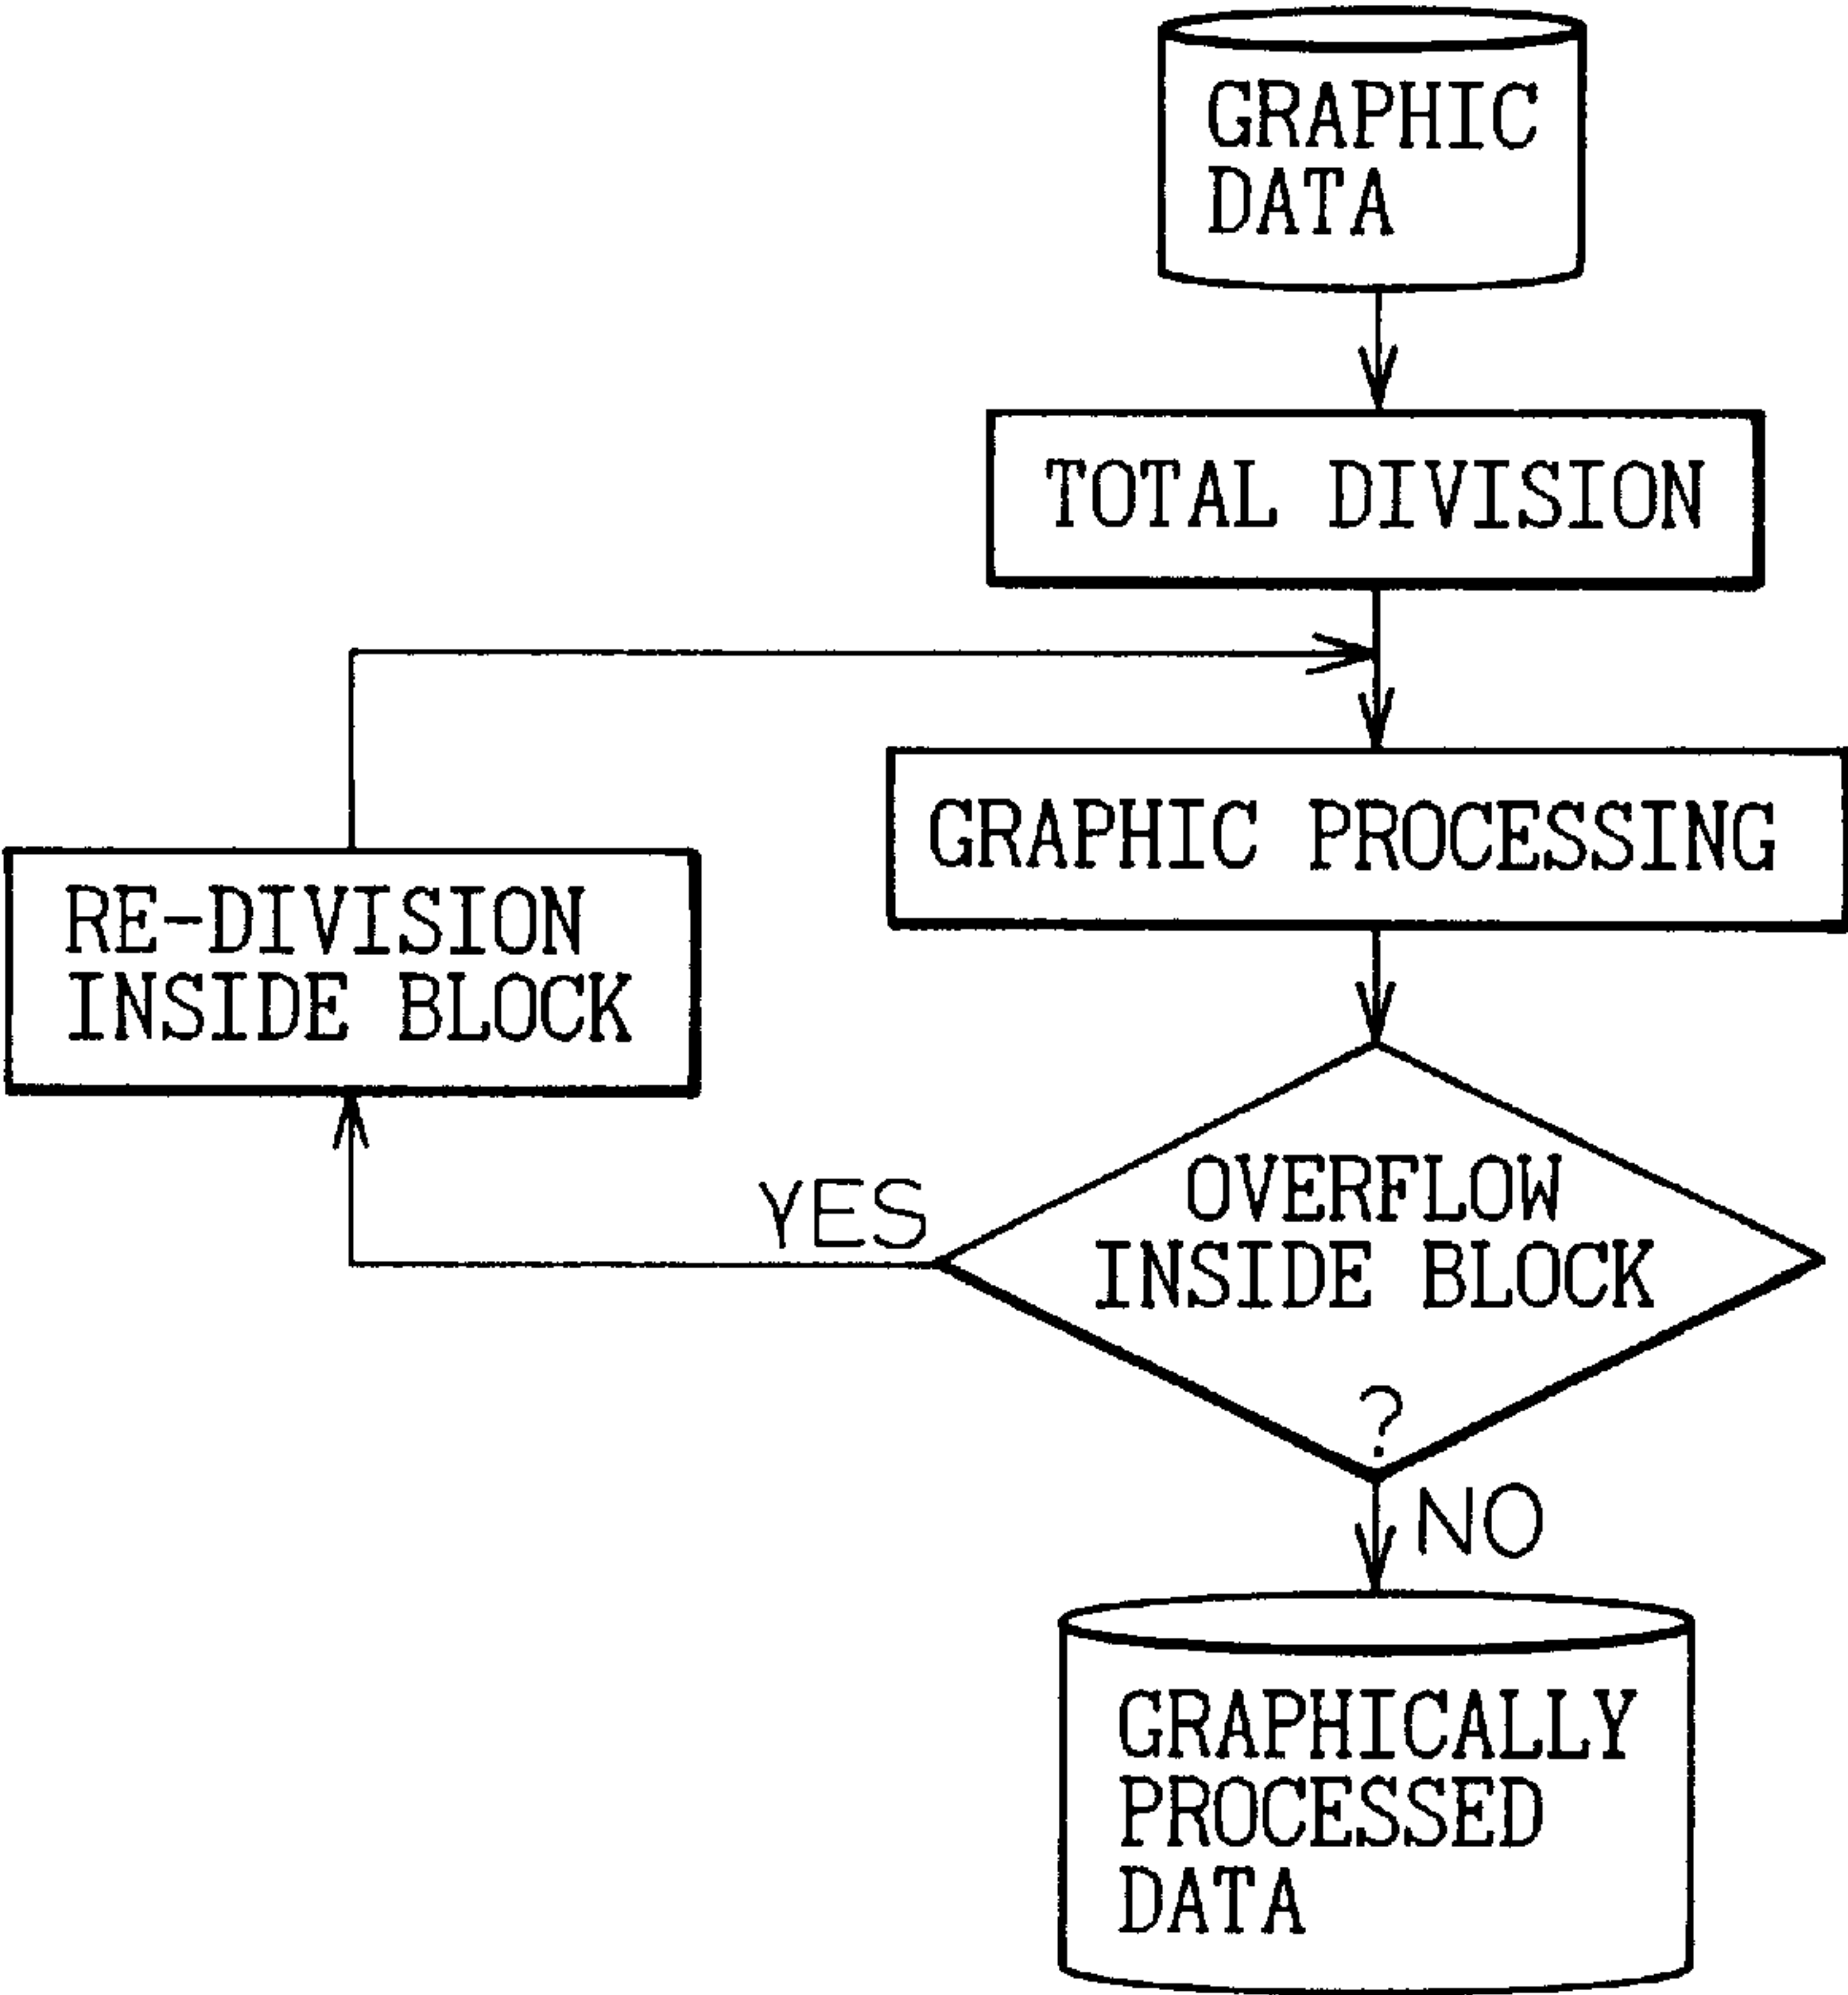 GRAPHIC
DATA
TOTAL DIVISION
GRAPHIC PROCESSING
RE-DIVISION
INSIDE BLOCK
OVERFLOW
INSIDE BLOCK
?
YES
NO
GRAPHICALLY
PROCESSED
DATA